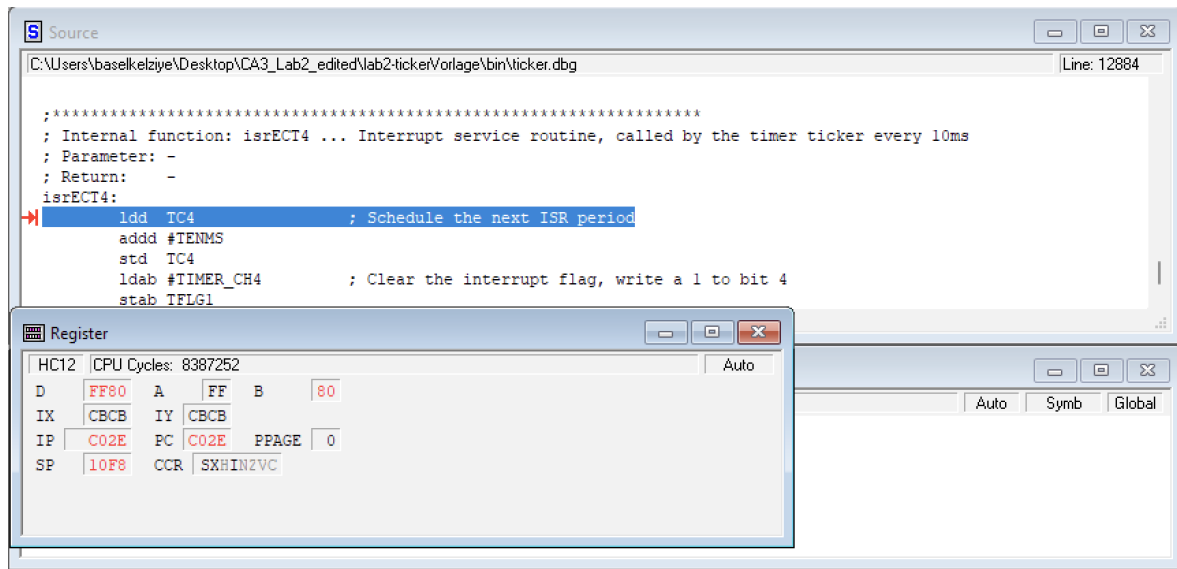 S Source
C:\Users\baselkelziye\Desktop\CA3_Lab2_edited\lab2-tickerVorlage\bin\ticker.dbg Line: 12884
;********************************************************************
; Internal function: isrECT4 ... Interrupt service routine, called by the timer ticker every 10ms
; Parameter: -
; Return: -
isrECT4:
ldd TC4 ; Schedule the next ISR period
addd #TENMS
std TC4
ldab #TIMER_CH4 ; Clear the interrupt flag, write a 1 to bit 4
stab TFLG1
Register
HC12 CPU Cycles: 8387252 Auto
D FF80 A FF B 80
IX CBCB IY CBCB
IP C02E PC C02E PPAGE 0
SP 10F8 CCR SXHINZVC
Auto Symb Global